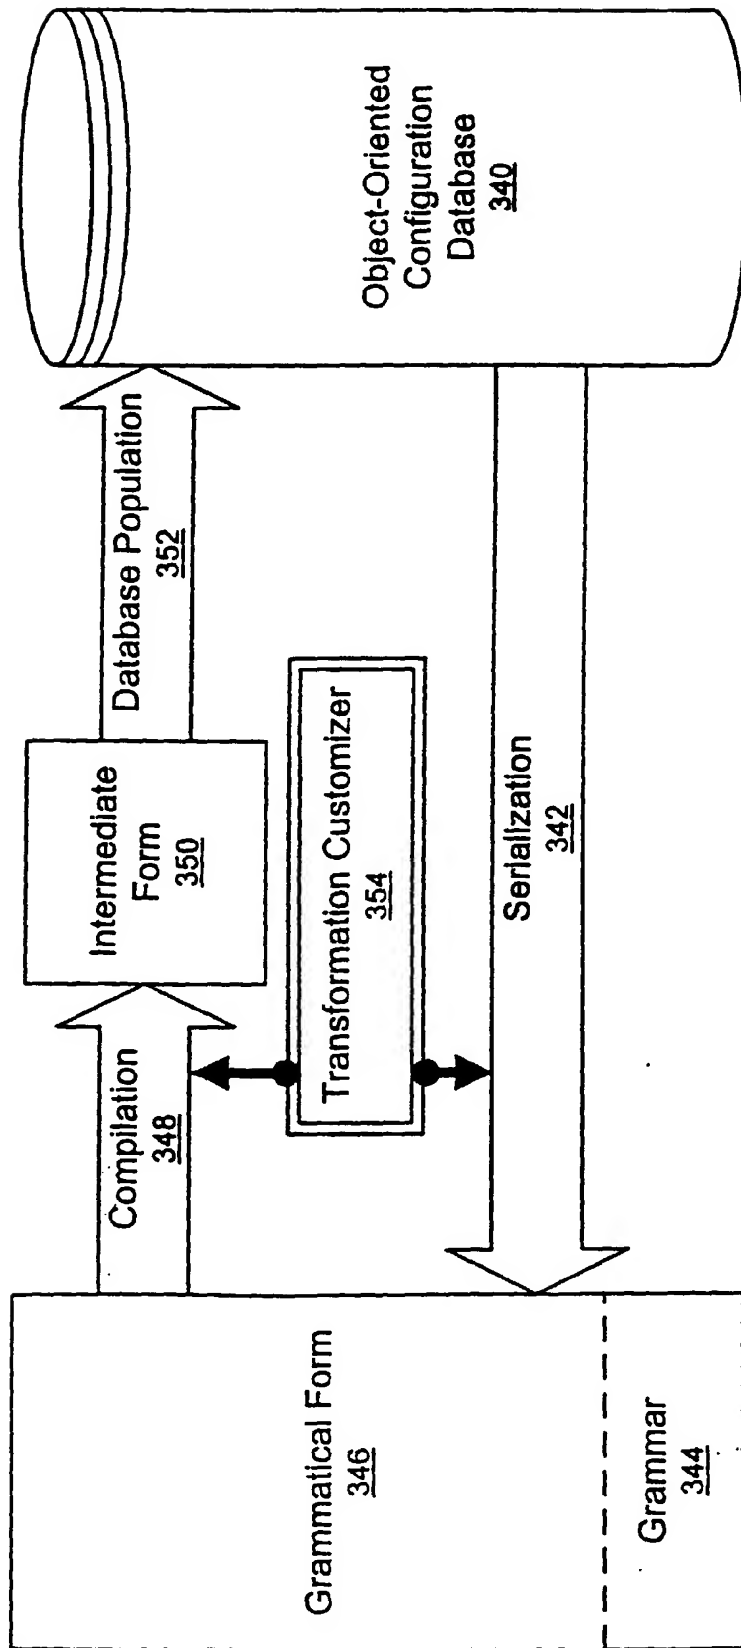 Grammatical Form
346
Grammar
344
Compilation
348
Intermediate
Form
350
Database Population
352
Transformation Customizer
354
Serialization
342
Object-Oriented
Configuration
Database
340